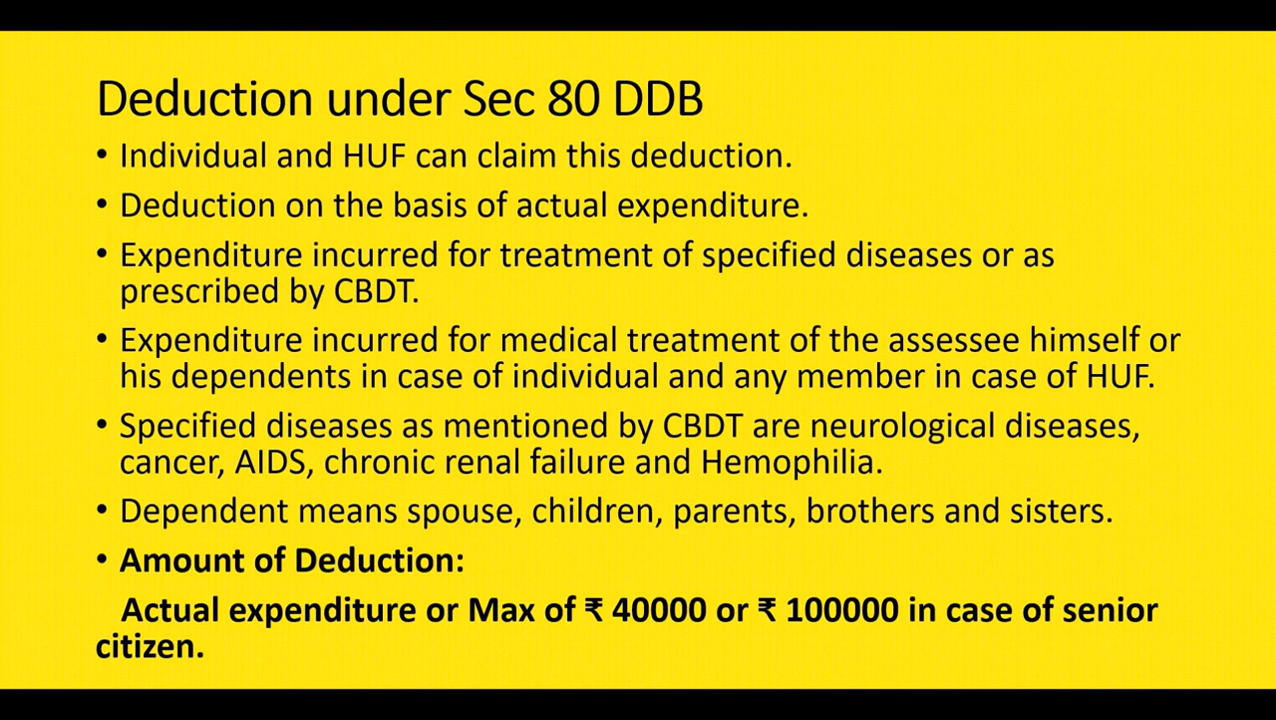 Deduction under Sec 80 DDB
• Individual and HUF can claim this deduction.
• Deduction on the basis of actual expenditure.
• Expenditure incurred for treatment of specified diseases or as
prescribed by CBDT.
• Expenditure incurred for medical treatment of the assessee himself or
his dependents in case of individual and any member in case of HUF.
• Specified diseases as mentioned by CBDT are neurological diseases,
cancer, AIDS, chronic renal failure and Hemophilia.
• Dependent means spouse, children, parents, brothers and sisters.
• Amount of Deduction:
Actual expenditure or Max of ₹ 40000 or ₹ 100000 in case of senior
citizen.